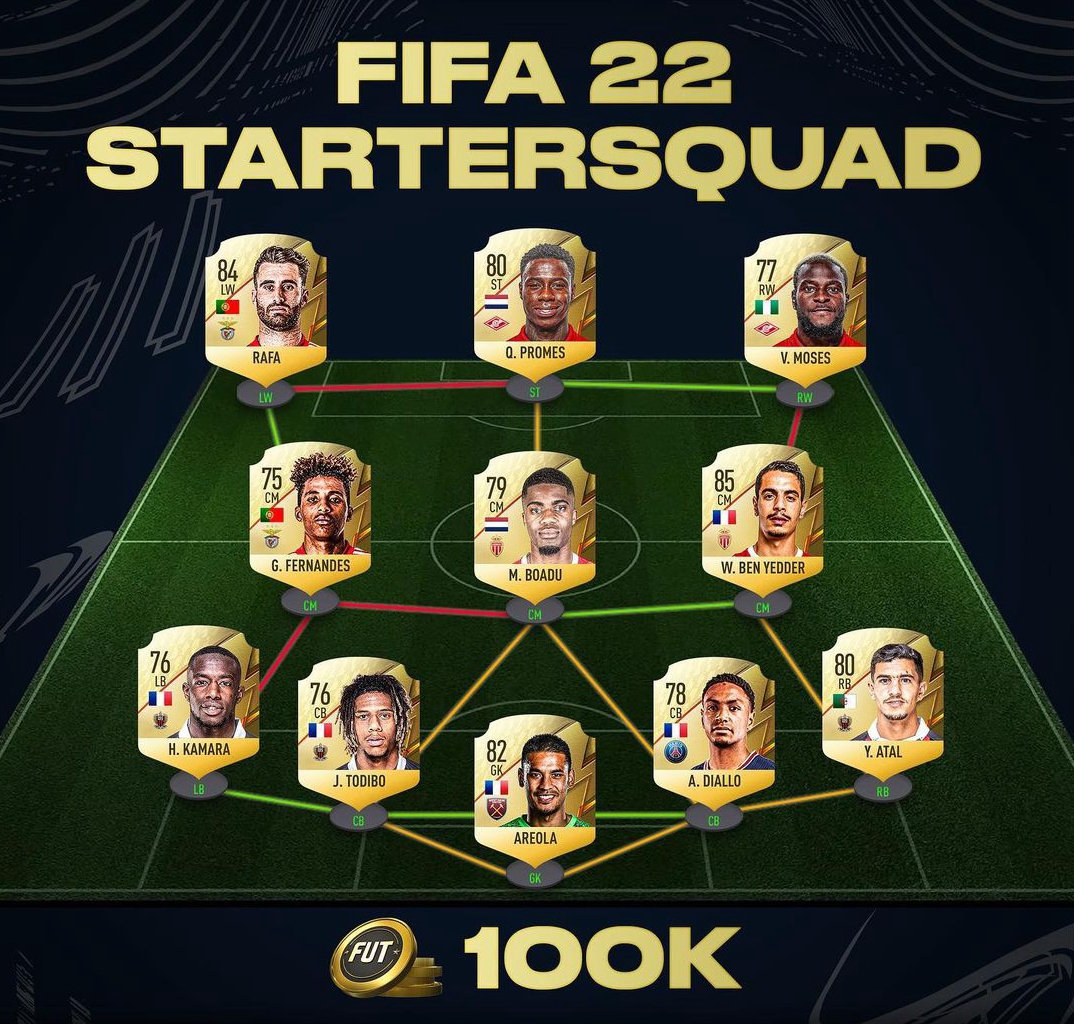 FIFA 22
STARTERSQUAD
84
LW
RAFA
80
ST
Q. PROMES
77
RW
V. MOSES
LW
ST
RW
75
CM
G. FERNANDES
79
CM
M. BOADU
85
CM
W. BEN YEDDER
CM
CM
CM
76
LB
H. KAMARA
76
CB
J. TODIBO
82
GK
AREOLA
78
CB
A. DIALLO
80
RB
Y. ATAL
LB
CB
GK
CB
RB
FUT
100K